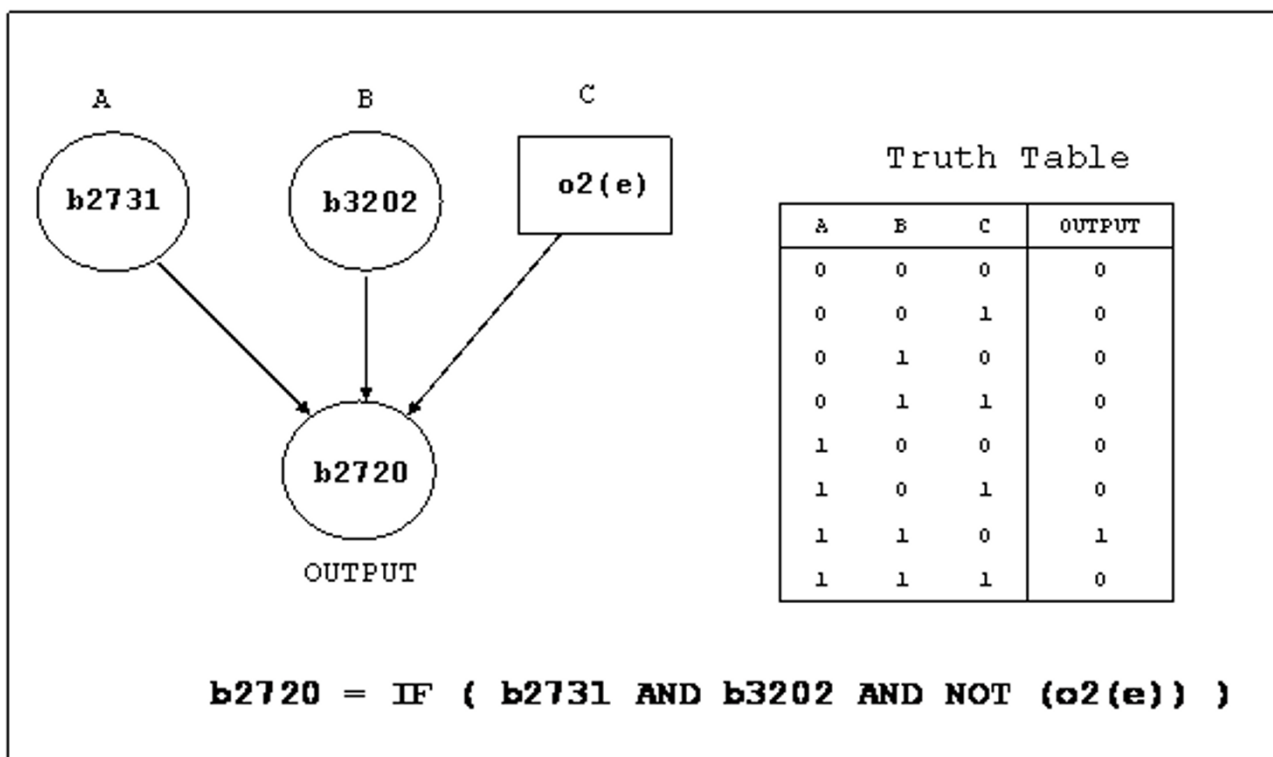 A B C
b2731 b3202 o2(e)
b2720
OUTPUT
Truth Table
A B C OUTPUT
0 0 0 0
0 0 1 0
0 1 0 0
0 1 1 0
1 0 0 0
1 0 1 0
1 1 0 1
1 1 1 0
b2720 = IF ( b2731 AND b3202 AND NOT (o2(e)) )